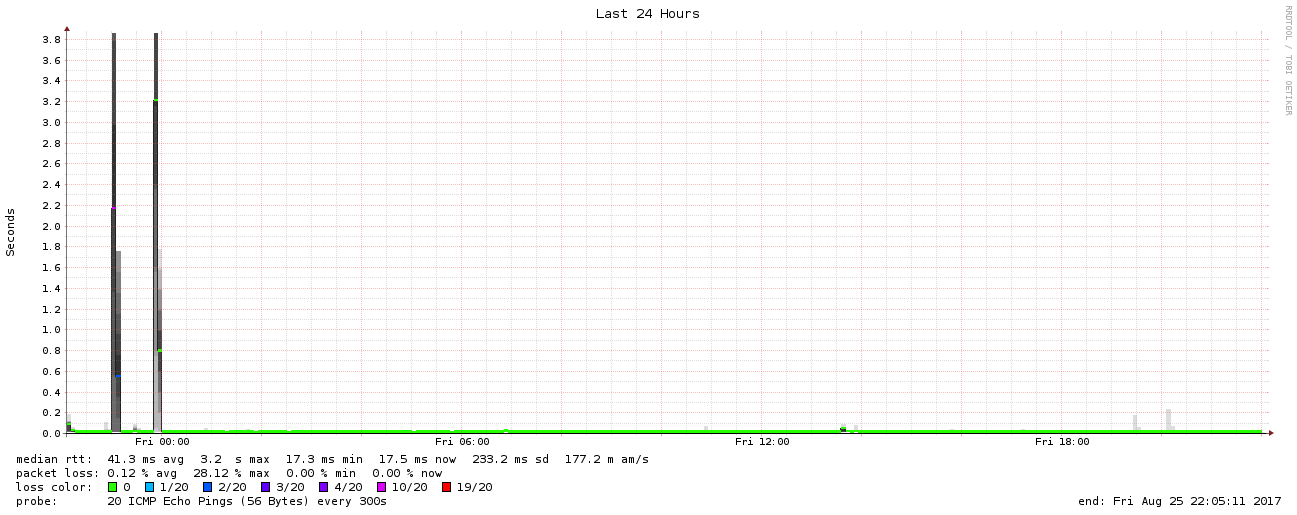 Last 24 Hours
RRDTOOL / TOBI OETIKER
Seconds
3.8
3.6
3.4
3.2
3.0
2.8
2.6
2.4
2.2
2.0
1.8
1.6
1.4
1.2
1.0
0.8
0.6
0.4
0.2
0.0
Fri 00:00 Fri 06:00 Fri 12:00 Fri 18:00
median rtt: 41.3 ms avg 3.2 s max 17.3 ms min 17.5 ms now 233.2 ms sd 177.2 m am/s
packet loss: 0.12 % avg 28.12 % max 0.00 % min 0.00 % now
loss color: 0 1/20 2/20 3/20 4/20 10/20 19/20
probe: 20 ICMP Echo Pings (56 Bytes) every 300s end: Fri Aug 25 22:05:11 2017